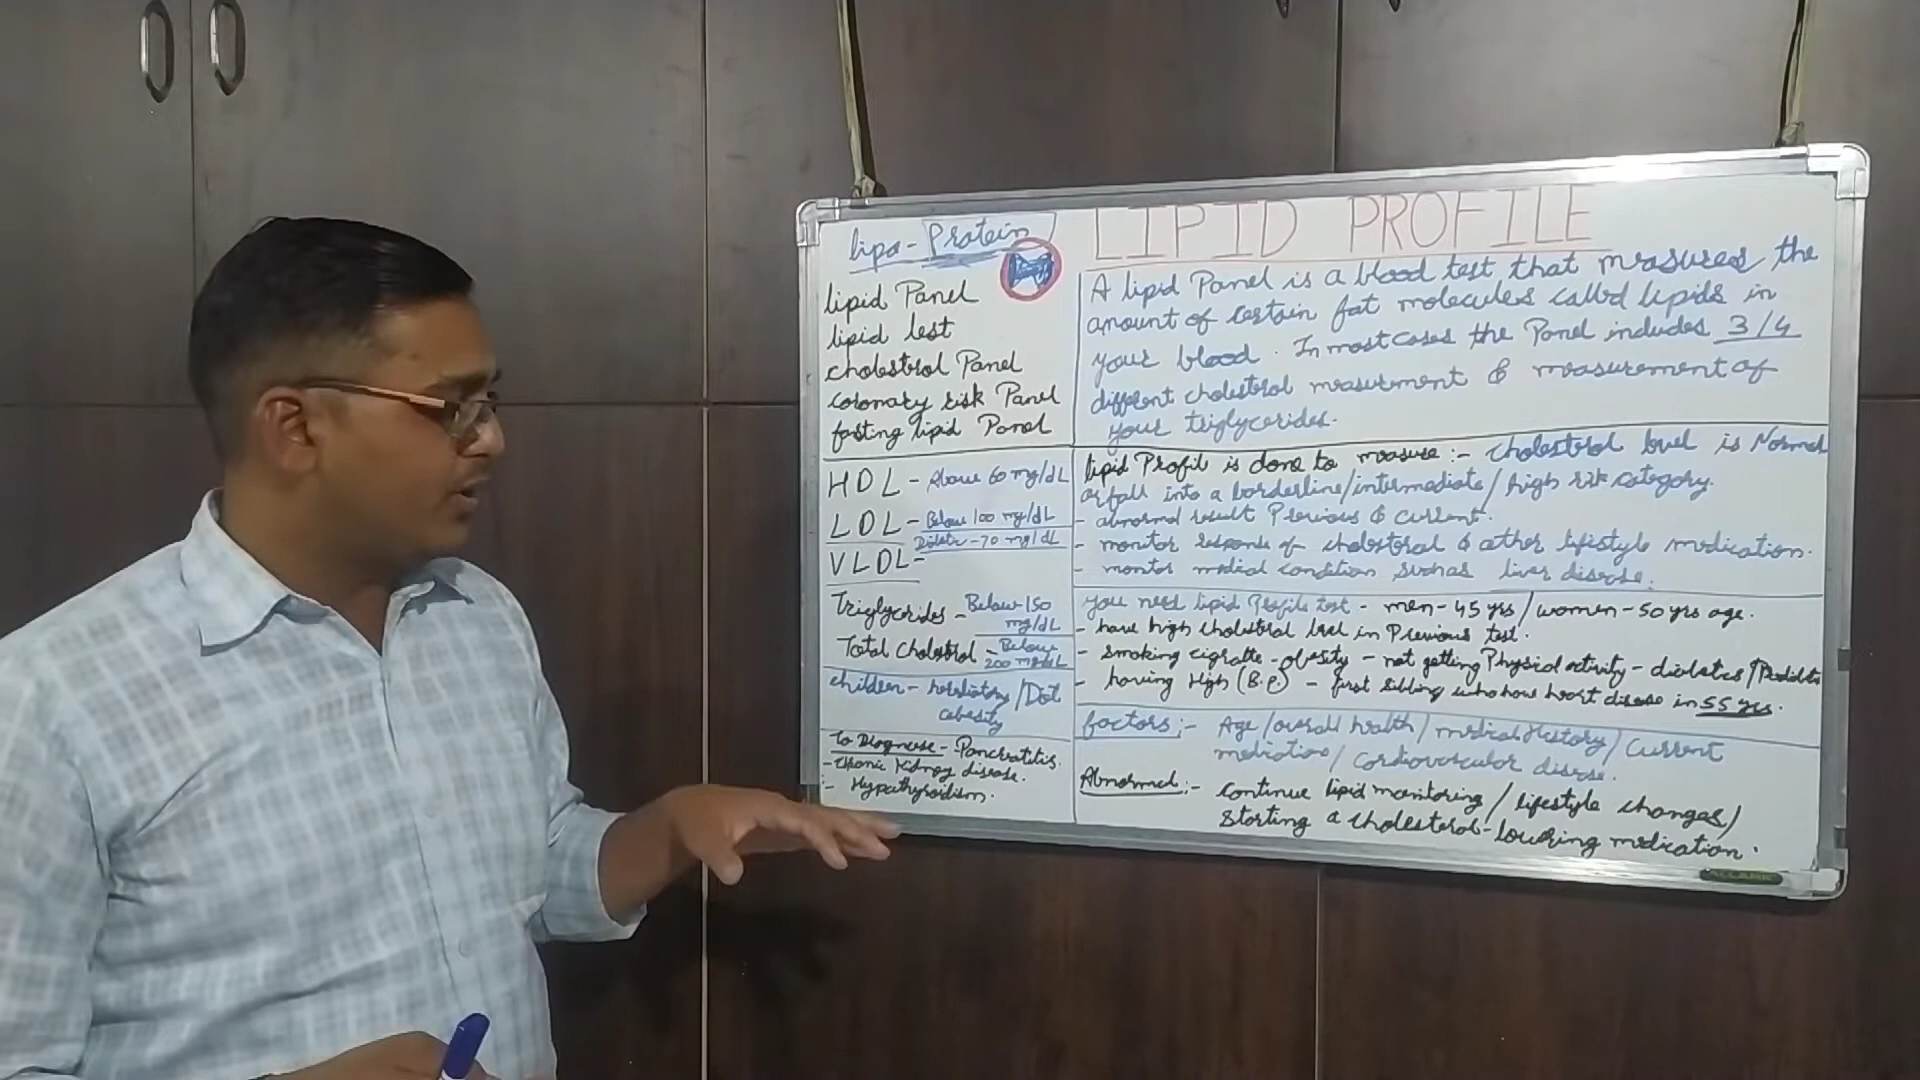 lipo-Protein
lipid Panel
lipid test
cholestrol Panel
coronary risk Panel
fasting lipid Panel
HDL - Above 60 mg/dL
LDL - Below 100 mg/dL
Diabetic - 70 mg/dL
VLDL -
Triglycerides - Below 150
mg/dL
Total cholestrol - Below
200 mg/dL
children - hereditary / Diet
obesity
to Diagnose - Pancreatitis.
- chronic Kidney disease.
- Hypothyroidism.
LIPID PROFILE
A lipid Panel is a blood test that measures the
amount of certain fat molecules called lipids in
your blood. In most cases the Panel includes 3/4
different cholestrol measurement & measurement of
your triglycerides.
lipid Profil is done to measure :- cholestrol level is Normal
or fall into a borderline/intermediate/high risk category.
- abnormal result Previous & current.
- monitor response of cholestrol & other lifestyle medication.
- monitor medical condition such as liver disease.
you need lipid Profile test - men - 45 yrs / women - 50 yrs age.
- have high cholestrol level in Previous test.
- smoking cigratte - obesity - not getting Physical activity - diabetes/
- having High (B.P.) - first sibling who have heart disease in 55 yrs.
factors :- Age / overall health / medical History / current
medication / cardiovascular disease.
Abnormal :- continue lipid monitoring / lifestyle changes /
Starting a cholesterol-lowering medication.